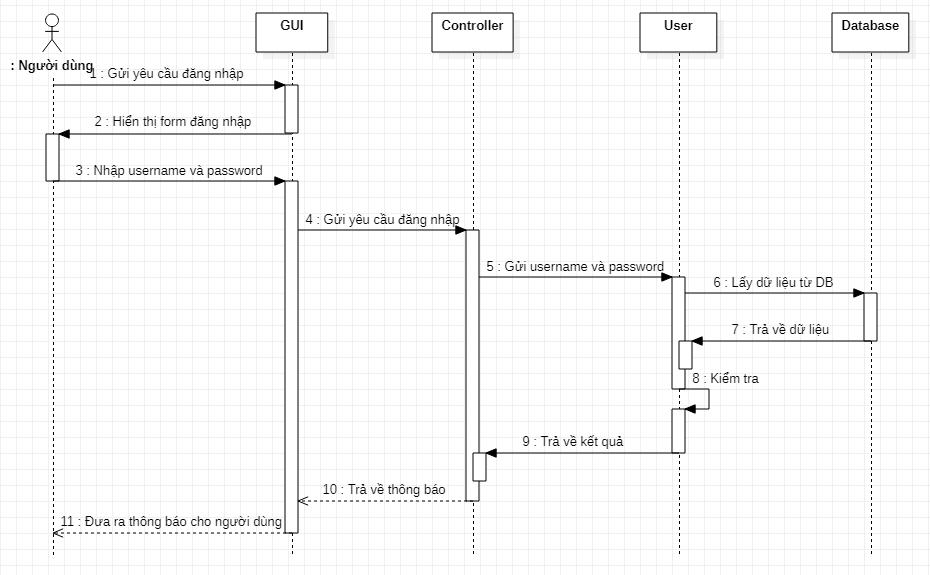 GUI
Controller
User
Database
: Người dùng
1 : Gửi yêu cầu đăng nhập
2 : Hiển thị form đăng nhập
3 : Nhập username và password
4 : Gửi yêu cầu đăng nhập
5 : Gửi username và password
6 : Lấy dữ liệu từ DB
7 : Trả về dữ liệu
8 : Kiểm tra
9 : Trả về kết quả
10 : Trả về thông báo
11 : Đưa ra thông báo cho người dùng